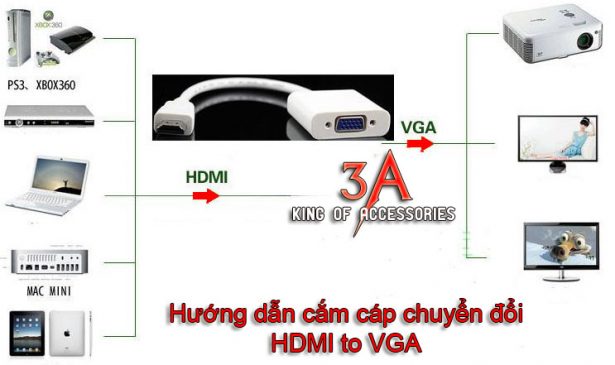 XBOX360
PS3、XBOX360
HDMI
VGA
3A
KING OF ACCESSORIES
MAC MINI
Hướng dẫn cắm cáp chuyển đổi
HDMI to VGA